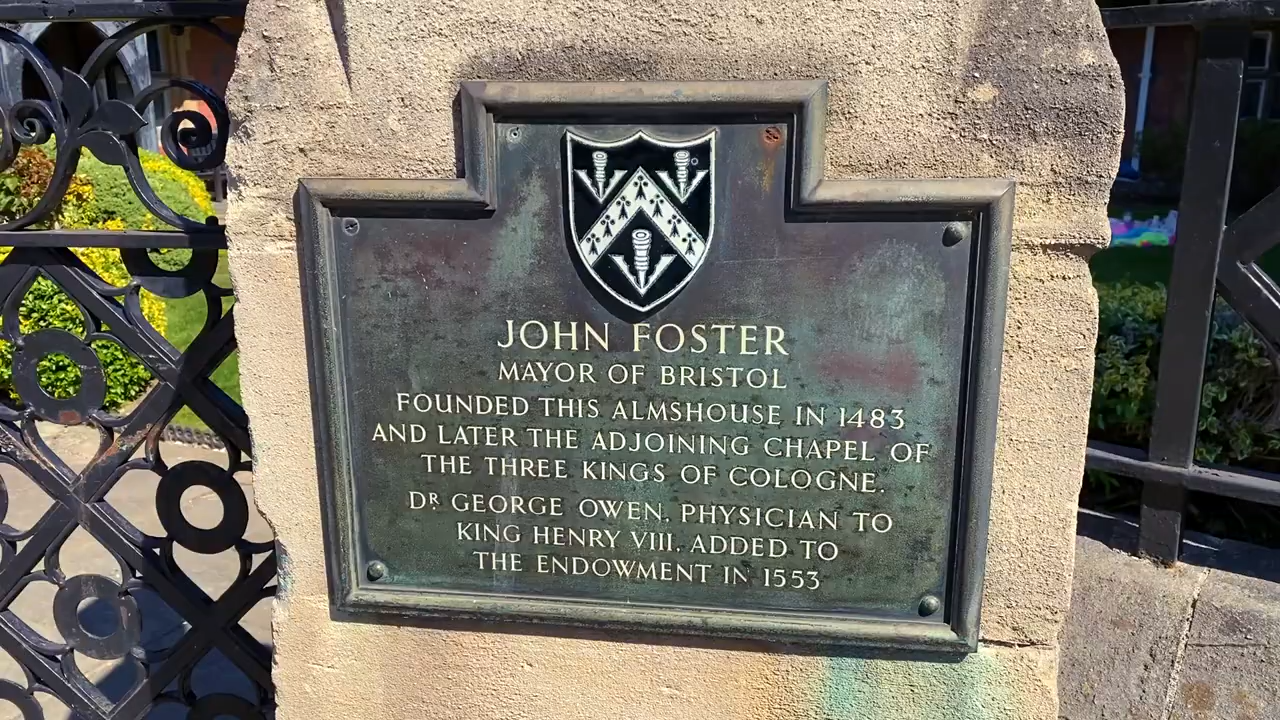 JOHN FOSTER
MAYOR OF BRISTOL
FOUNDED THIS ALMSHOUSE IN 1483
AND LATER THE ADJOINING CHAPEL OF
THE THREE KINGS OF COLOGNE.
DR GEORGE OWEN, PHYSICIAN TO
KING HENRY VIII, ADDED TO
THE ENDOWMENT IN 1553